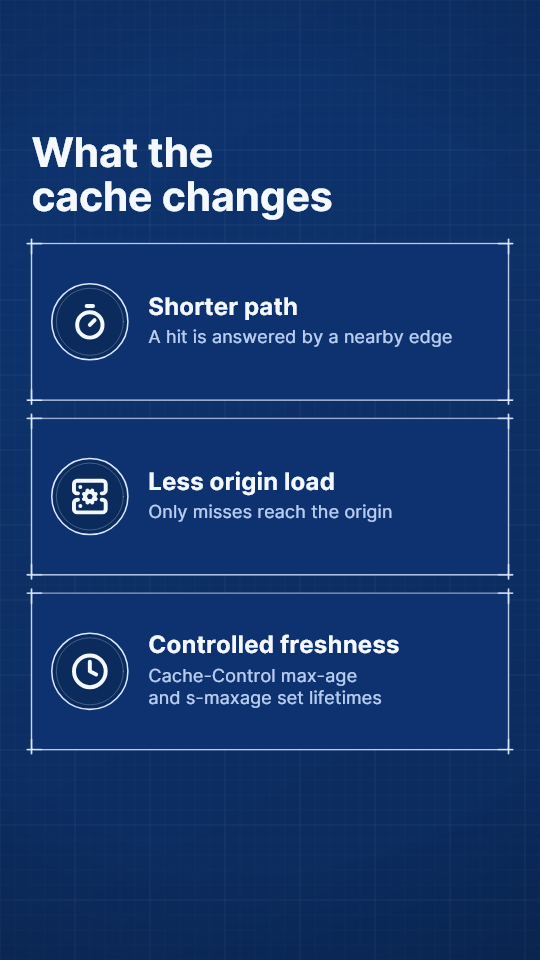 What the
cache changes
Shorter path
A hit is answered by a nearby edge
Less origin load
Only misses reach the origin
Controlled freshness
Cache-Control max-age
and s-maxage set lifetimes